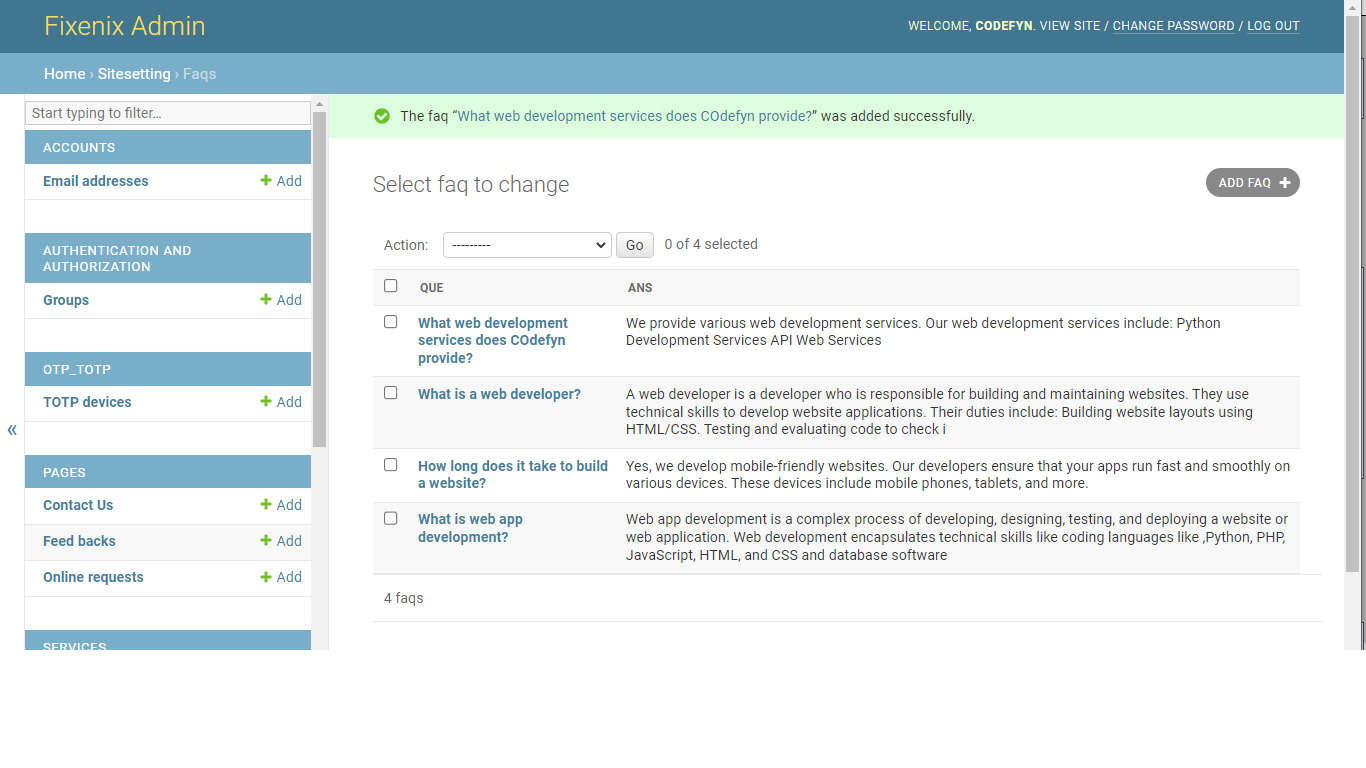 Fixenix Admin
WELCOME, CODEFYN. VIEW SITE / CHANGE PASSWORD / LOG OUT
Home › Sitesetting › Faqs
Start typing to filter…
ACCOUNTS
Email addresses
Add
AUTHENTICATION AND
AUTHORIZATION
Groups
Add
OTP_TOTP
TOTP devices
Add
«
PAGES
Contact Us
Add
Feed backs
Add
Online requests
Add
SERVICES
The faq “What web development services does COdefyn provide?” was added successfully.
Select faq to change
ADD FAQ
Action:
---------
Go
0 of 4 selected
QUE
ANS
What web development
services does COdefyn
provide?
We provide various web development services. Our web development services include: Python
Development Services API Web Services
What is a web developer?
A web developer is a developer who is responsible for building and maintaining websites. They use
technical skills to develop website applications. Their duties include: Building website layouts using
HTML/CSS. Testing and evaluating code to check i
How long does it take to build
a website?
Yes, we develop mobile-friendly websites. Our developers ensure that your apps run fast and smoothly on
various devices. These devices include mobile phones, tablets, and more.
What is web app
development?
Web app development is a complex process of developing, designing, testing, and deploying a website or
web application. Web development encapsulates technical skills like coding languages like ,Python, PHP,
JavaScript, HTML, and CSS and database software
4 faqs